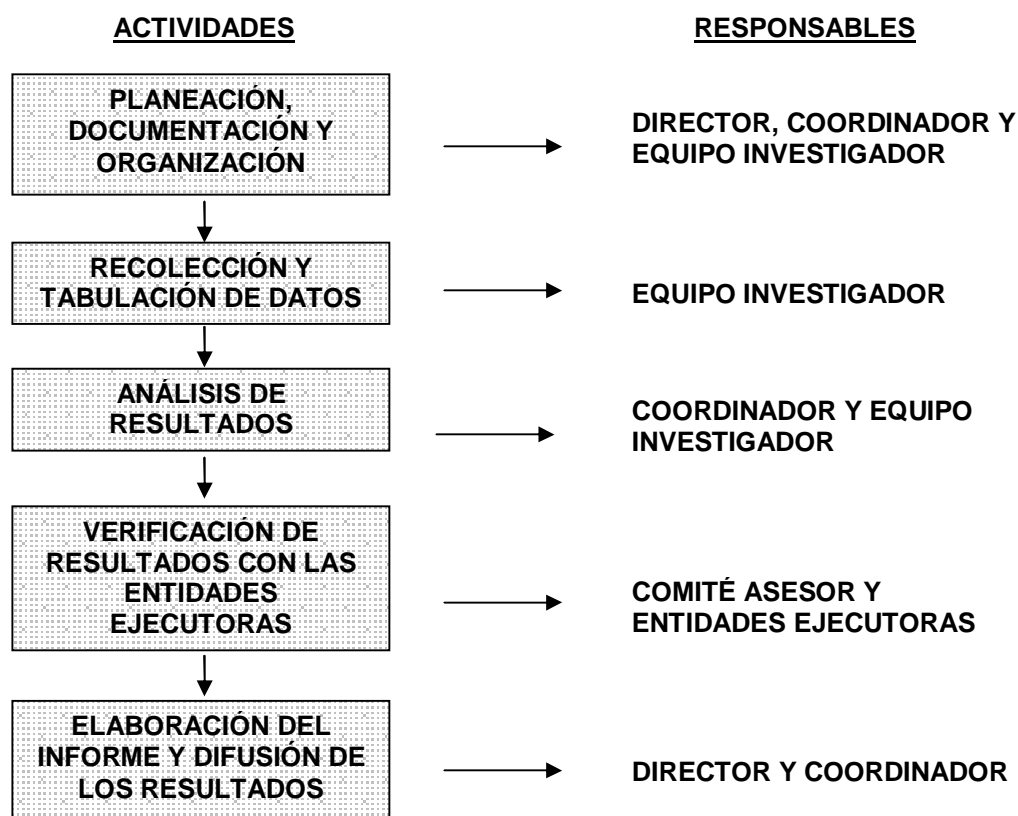 ACTIVIDADES
RESPONSABLES
PLANEACIÓN,
DOCUMENTACIÓN Y
ORGANIZACIÓN
DIRECTOR, COORDINADOR Y
EQUIPO INVESTIGADOR
RECOLECCIÓN Y
TABULACIÓN DE DATOS
EQUIPO INVESTIGADOR
ANÁLISIS DE
RESULTADOS
COORDINADOR Y EQUIPO
INVESTIGADOR
VERIFICACIÓN DE
RESULTADOS CON LAS
ENTIDADES
EJECUTORAS
COMITÉ ASESOR Y
ENTIDADES EJECUTORAS
ELABORACIÓN DEL
INFORME Y DIFUSIÓN DE
LOS RESULTADOS
DIRECTOR Y COORDINADOR